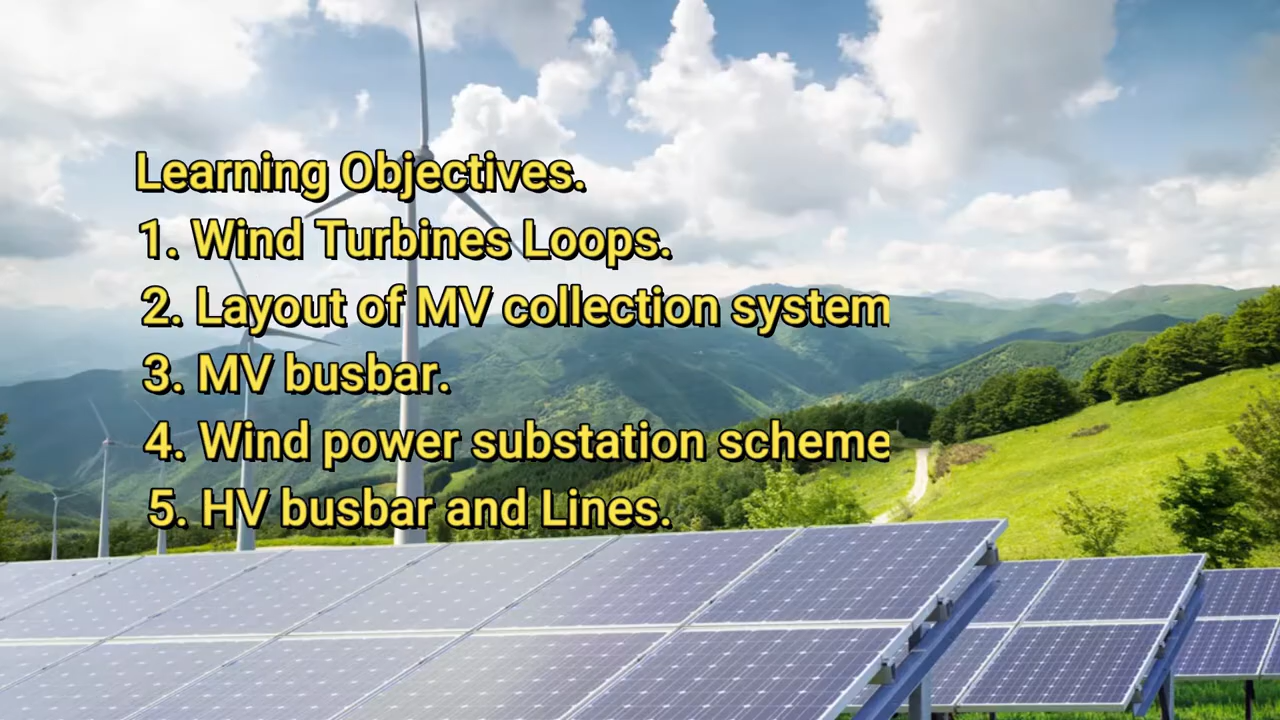 Learning Objectives.
1. Wind Turbines Loops.
2. Layout of MV collection system
3. MV busbar.
4. Wind power substation scheme
5. HV busbar and Lines.